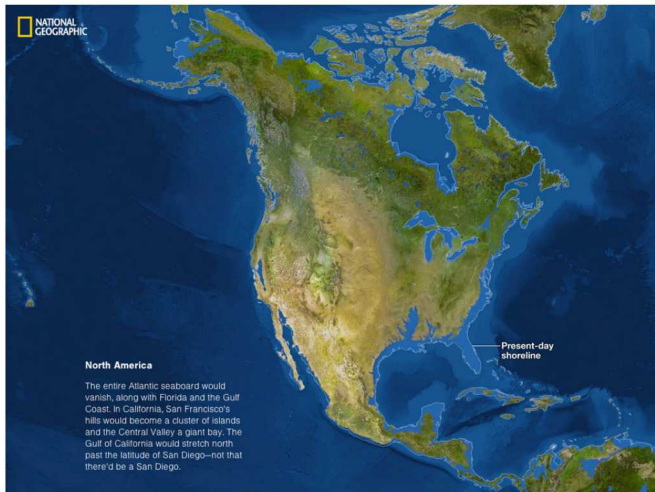 NATIONAL
GEOGRAPHIC
Present-day
shoreline
North America
The entire Atlantic seaboard would
vanish, along with Florida and the Gulf
Coast. In California, San Francisco's
hills would become a cluster of islands
and the Central Valley a giant bay. The
Gulf of California would stretch north
past the latitude of San Diego—not that
there'd be a San Diego.